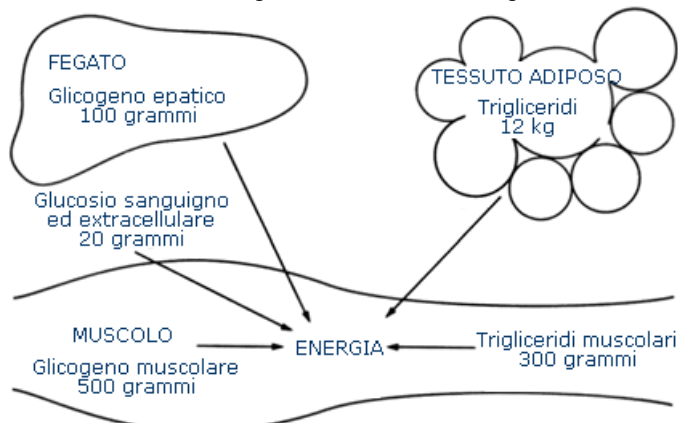 FEGATO
Glicogeno epatico
100 grammi
TESSUTO ADIPOSO
Trigliceridi
12 kg
Glucosio sanguigno
ed extracellulare
20 grammi
MUSCOLO
Glicogeno muscolare
500 grammi
ENERGIA
Trigliceridi muscolari
300 grammi